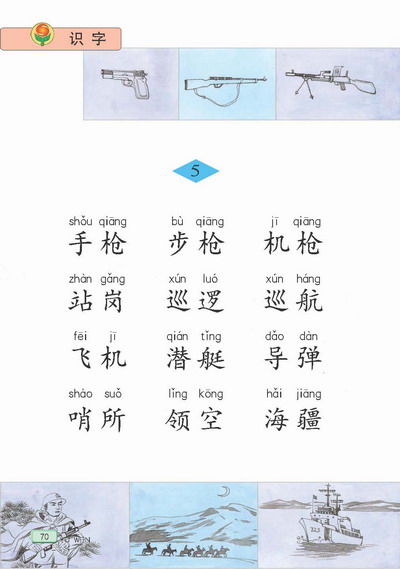 识字
5
shǒu qiāng bù qiāng jī qiāng
手枪 步枪 机枪
zhàn gǎng xún luó xún háng
站岗 巡逻 巡航
fēi jī qián tǐng dǎo dàn
飞机 潜艇 导弹
shào suǒ lǐng kōng hǎi jiāng
哨所 领空 海疆
70